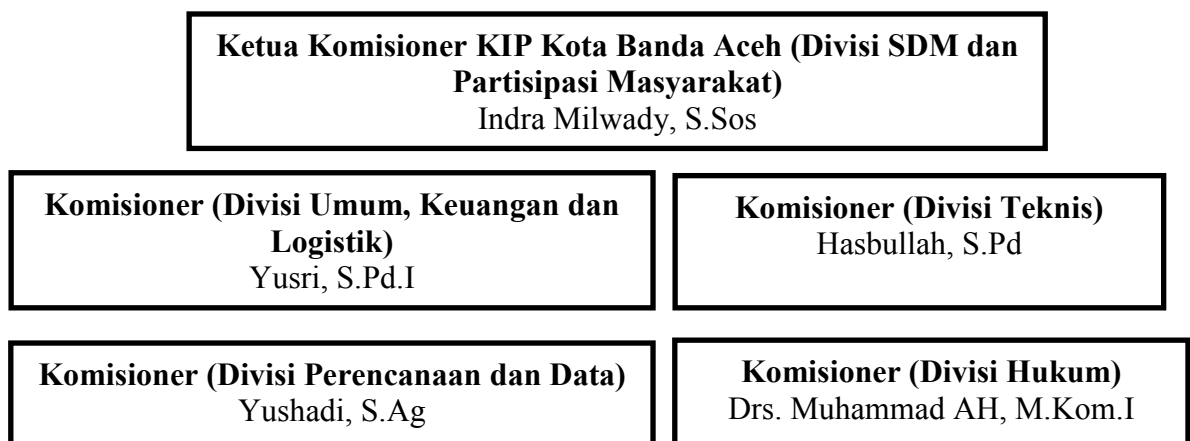 Ketua Komisioner KIP Kota Banda Aceh (Divisi SDM dan
Partisipasi Masyarakat)
Indra Milwady, S.Sos
Komisioner (Divisi Umum, Keuangan dan
Logistik)
Yusri, S.Pd.I
Komisioner (Divisi Teknis)
Hasbullah, S.Pd
Komisioner (Divisi Perencanaan dan Data)
Yushadi, S.Ag
Komisioner (Divisi Hukum)
Drs. Muhammad AH, M.Kom.I